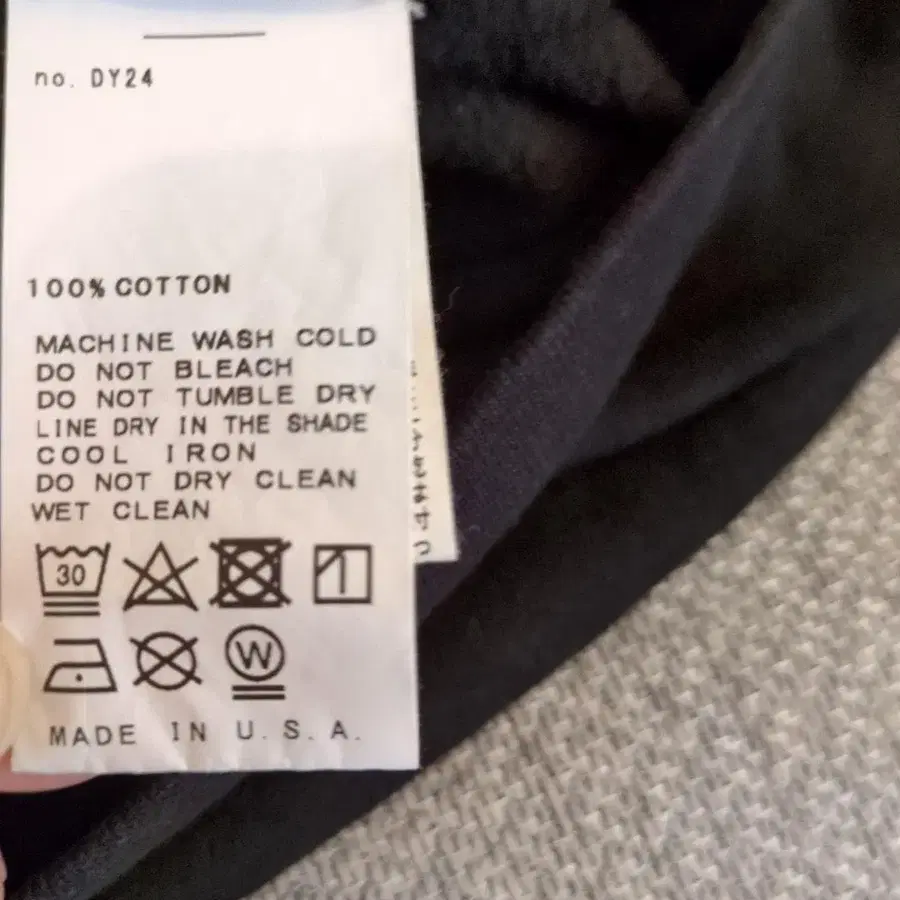 no. DY24
100% COTTON
MACHINE WASH COLD
DO NOT BLEACH
DO NOT TUMBLE DRY
LINE DRY IN THE SHADE
COOL IRON
DO NOT DRY CLEAN
WET CLEAN
30
W
MADE IN U.S.A.